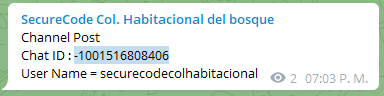 SecureCode Col. Habitacional del bosque
Channel Post
Chat ID : -1001516808406
User Name = securecodecolhabitacional
2 07:03 P. M.